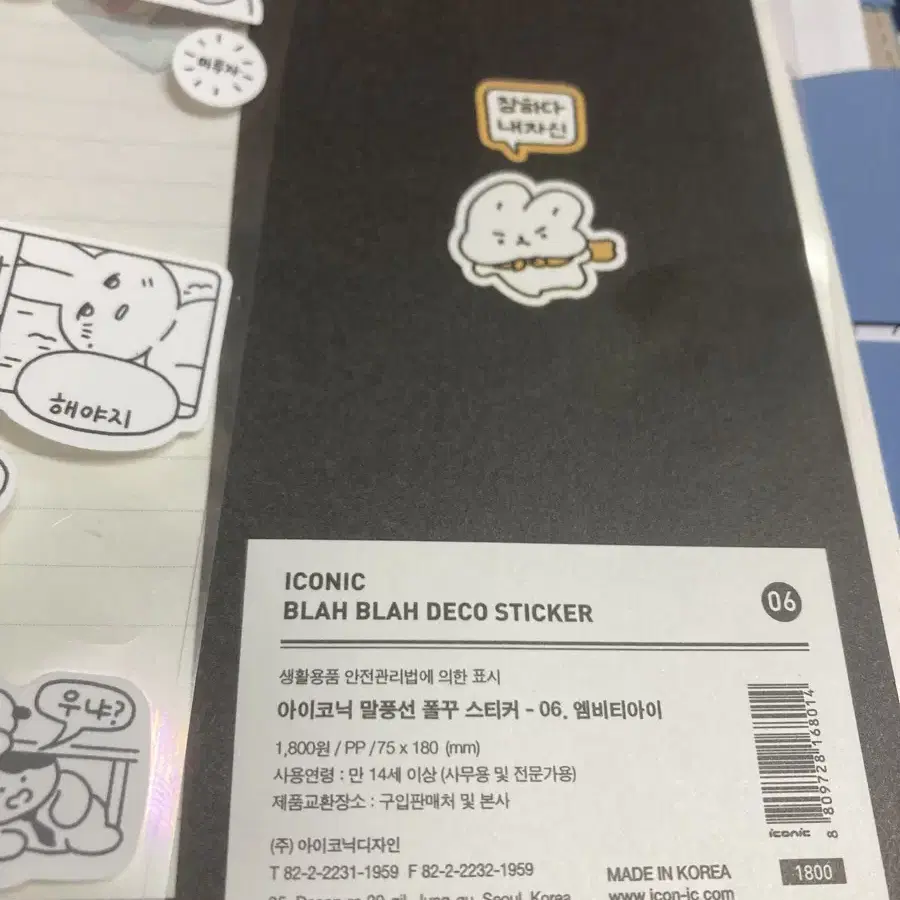 미루자
참하다
내자신
해야지
우냐?
ICONIC
BLAH BLAH DECO STICKER
06
생활용품 안전관리법에 의한 표시
아이코닉 말풍선 폴꾸 스티커 - 06. 엠비티아이
1,800원 / PP / 75 x 180 (mm)
사용연령 : 만 14세 이상 (사무용 및 전문가용)
제품교환장소 : 구입판매처 및 본사
(주) 아이코닉디자인
T 82-2-2231-1959 F 82-2-2232-1959
MADE IN KOREA
www.icon-ic.com
iconic
8 809728 168014
1800